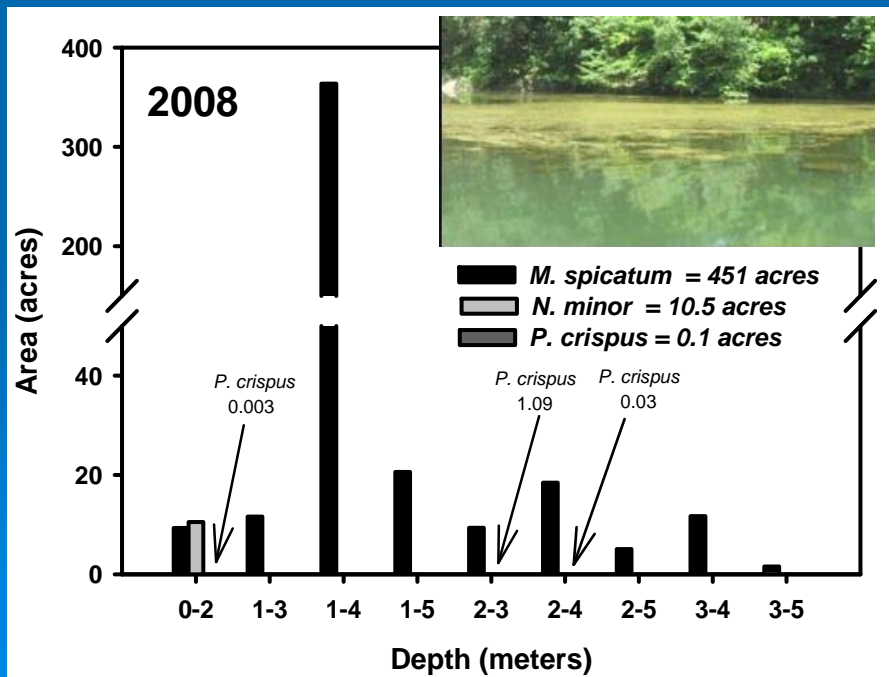 2008
400
300
200
40
20
0
Area (acres)
M. spicatum = 451 acres
N. minor = 10.5 acres
P. crispus = 0.1 acres
P. crispus
0.003
P. crispus
1.09
P. crispus
0.03
0-2 1-3 1-4 1-5 2-3 2-4 2-5 3-4 3-5
Depth (meters)